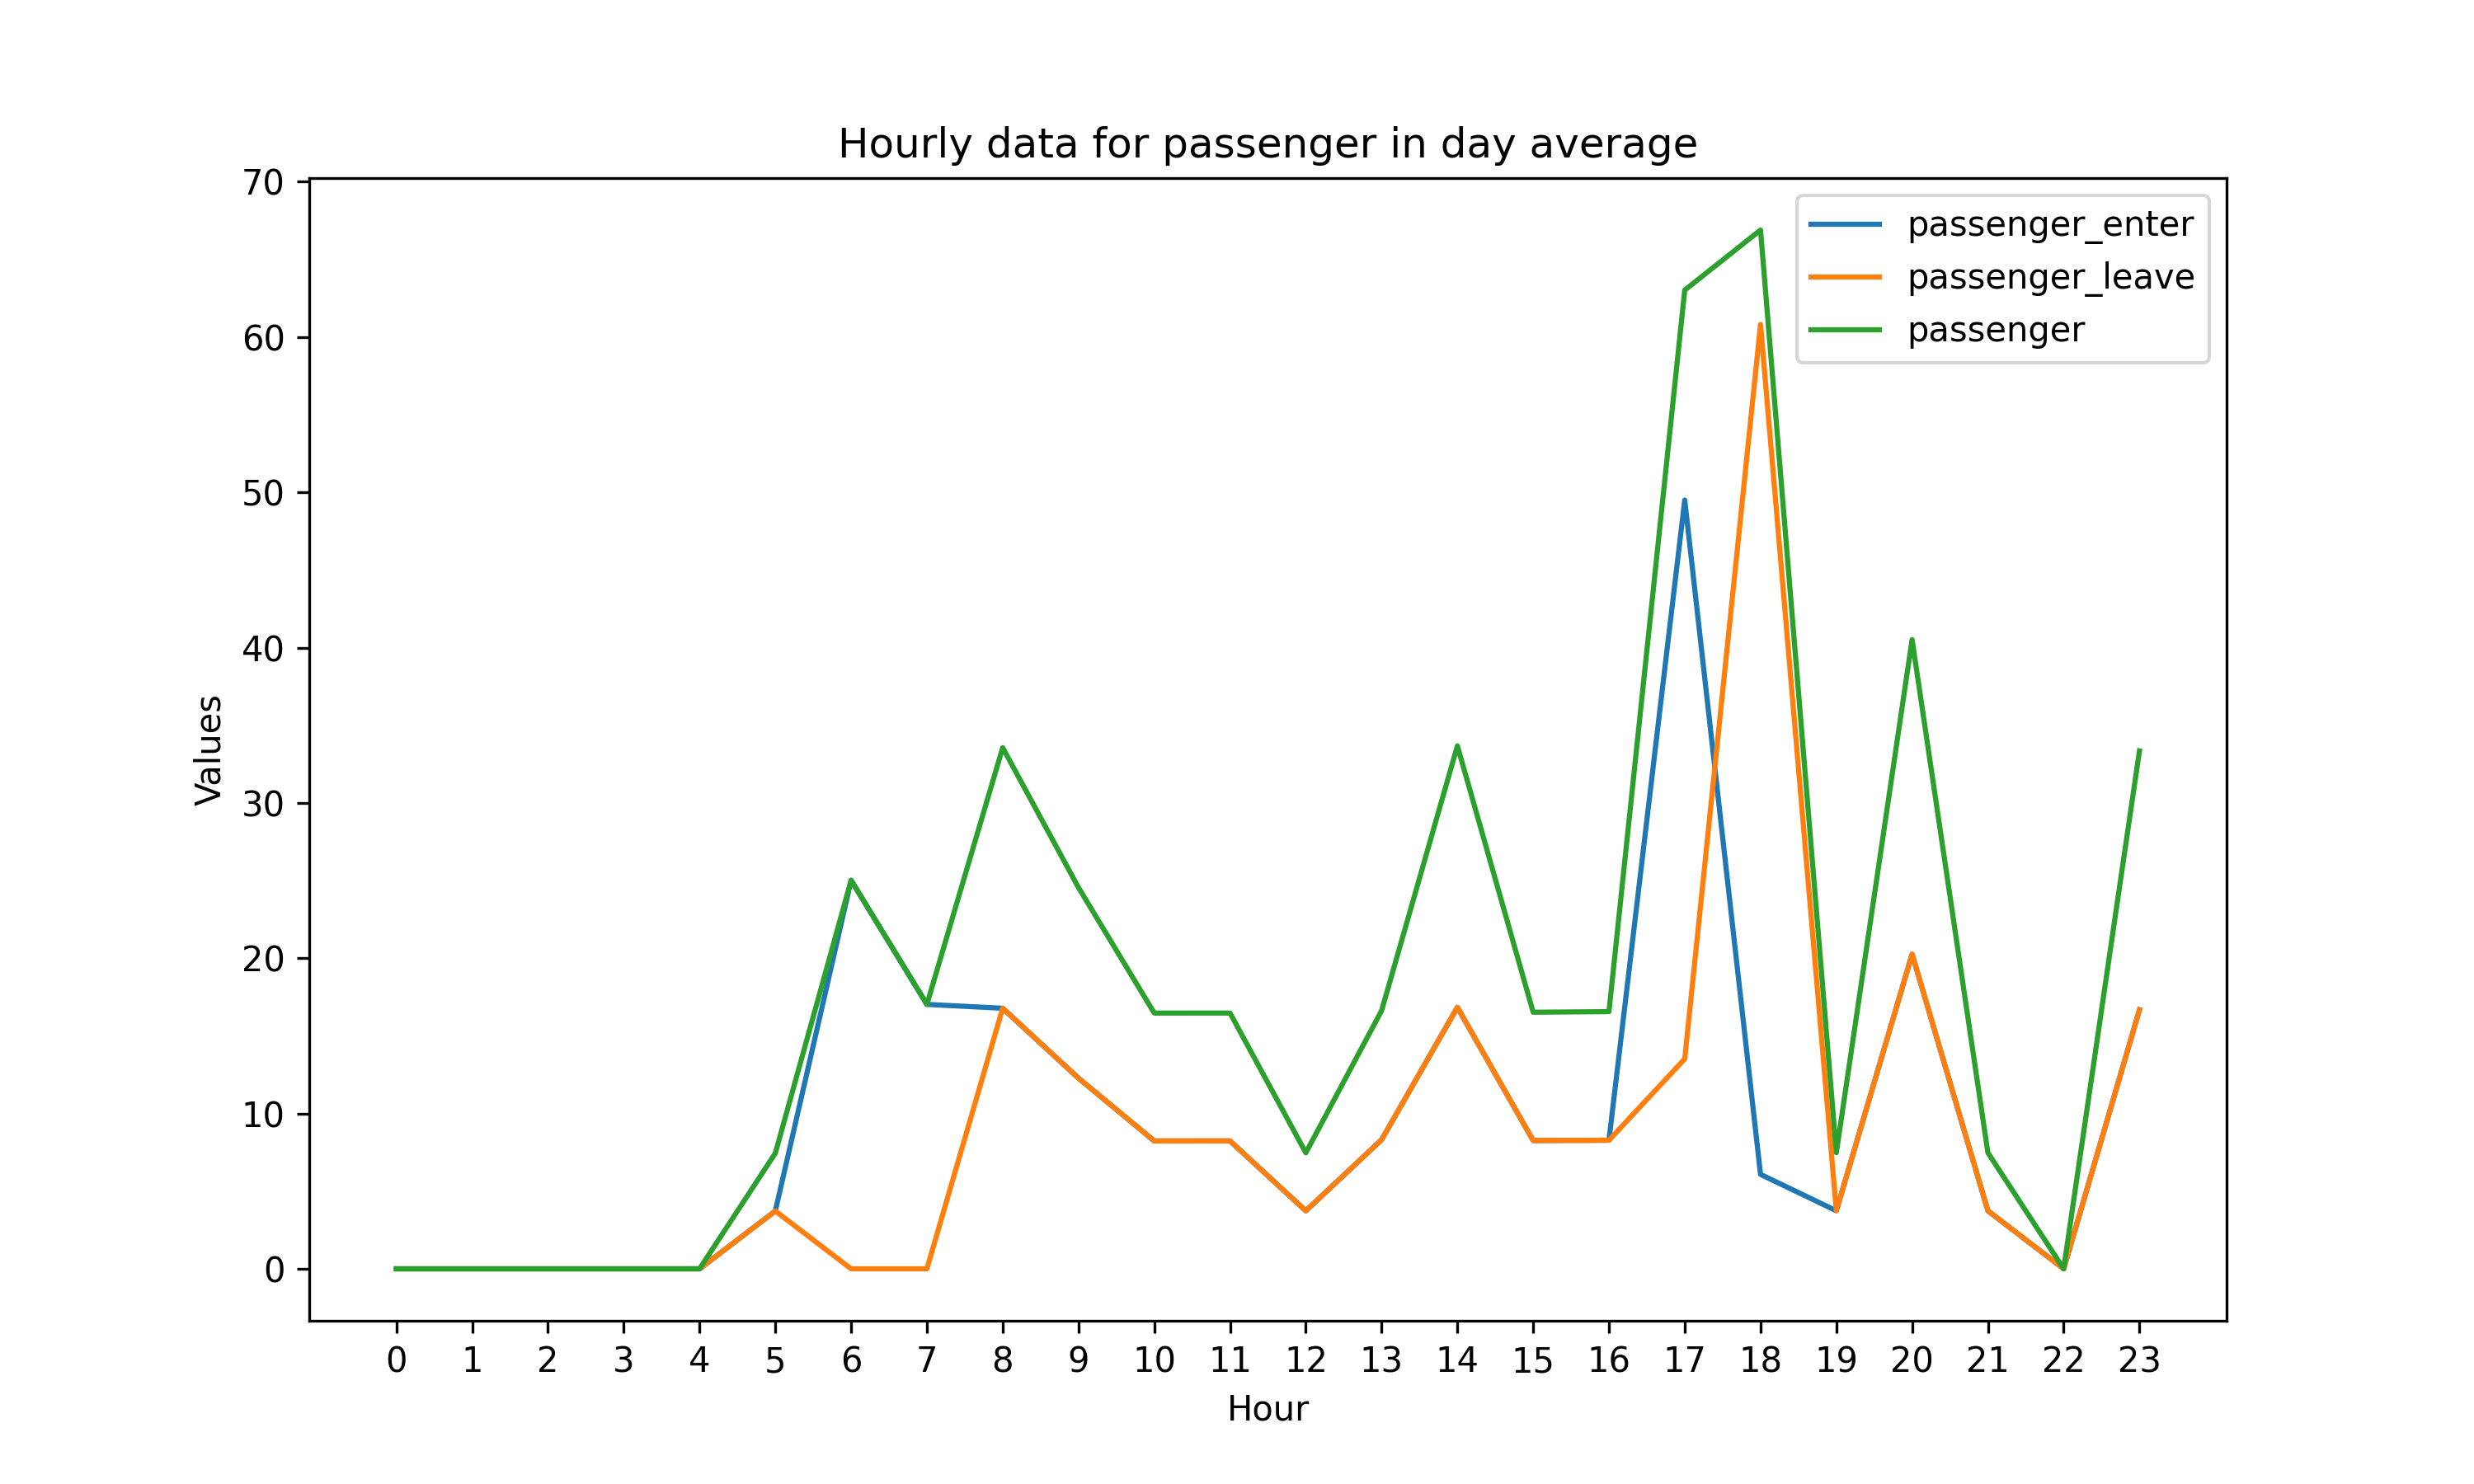 Hourly data for passenger in day average
passenger_enter
passenger_leave
passenger
70
60
50
40
30
20
10
0
Values
0 1 2 3 4 5 6 7 8 9 10 11 12 13 14 15 16 17 18 19 20 21 22 23
Hour